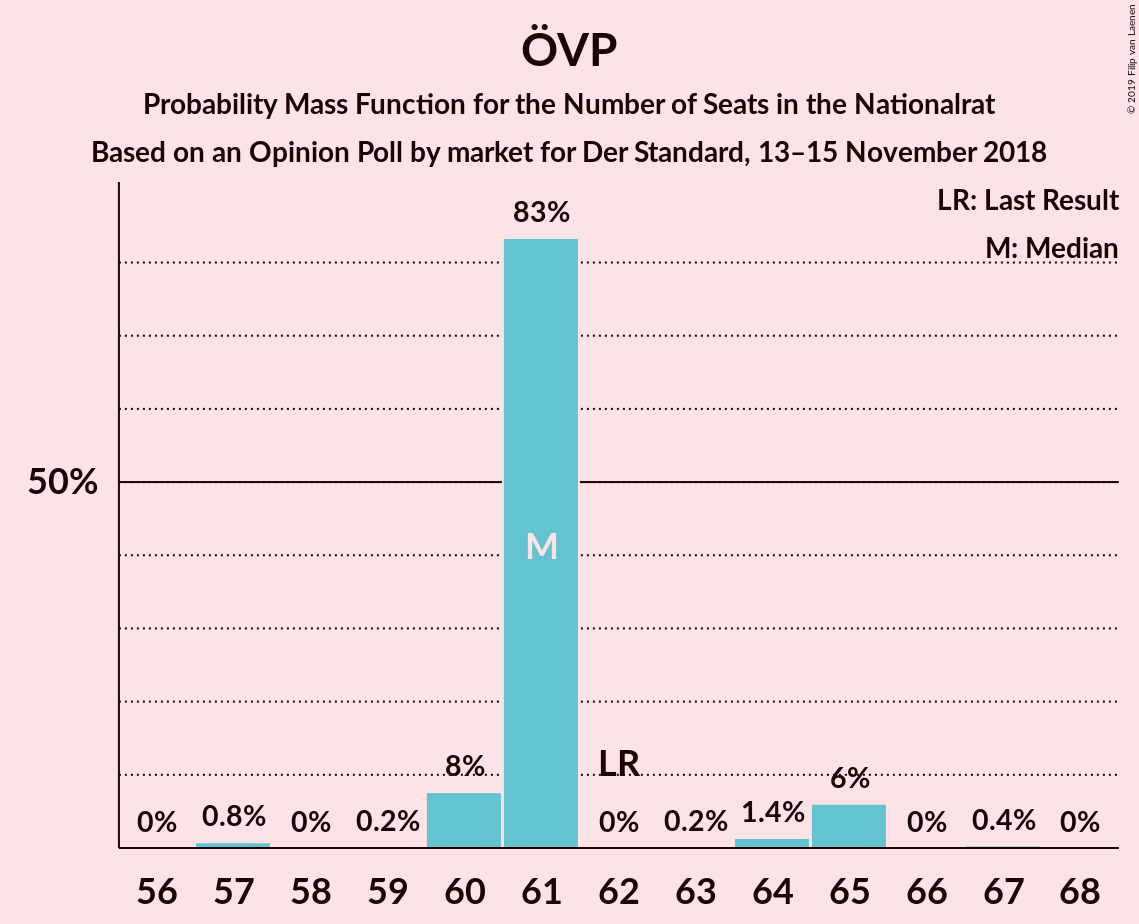 ÖVP
Probability Mass Function for the Number of Seats in the Nationalrat
Based on an Opinion Poll by market for Der Standard, 13–15 November 2018
© 2019 Filip van Laenen
LR: Last Result
M: Median
83%
50%
M
LR
8%
6%
0%
0.8%
0%
0.2%
0%
0.2%
1.4%
0%
0.4%
0%
56 57 58 59 60 61 62 63 64 65 66 67 68